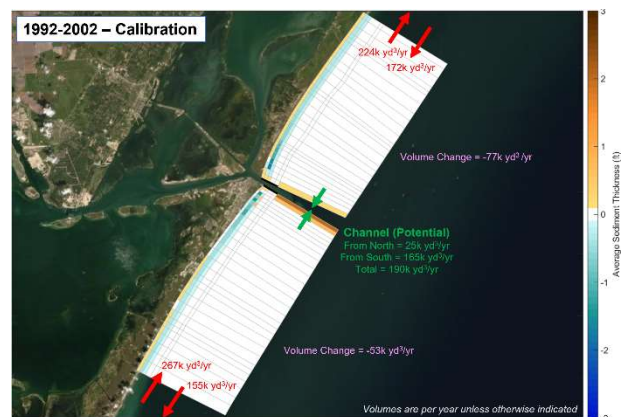 1992-2002 – Calibration
224k yd³/yr
172k yd³/yr
Volume Change = -77k yd³/yr
Channel (Potential)
From North = 25k yd³/yr
From South = 165k yd³/yr
Total = 190k yd³/yr
Volume Change = -53k yd³/yr
267k yd³/yr
155k yd³/yr
Volumes are per year unless otherwise indicated
3
2
1
0
-1
-2
-3
Average Sediment Thickness (ft)